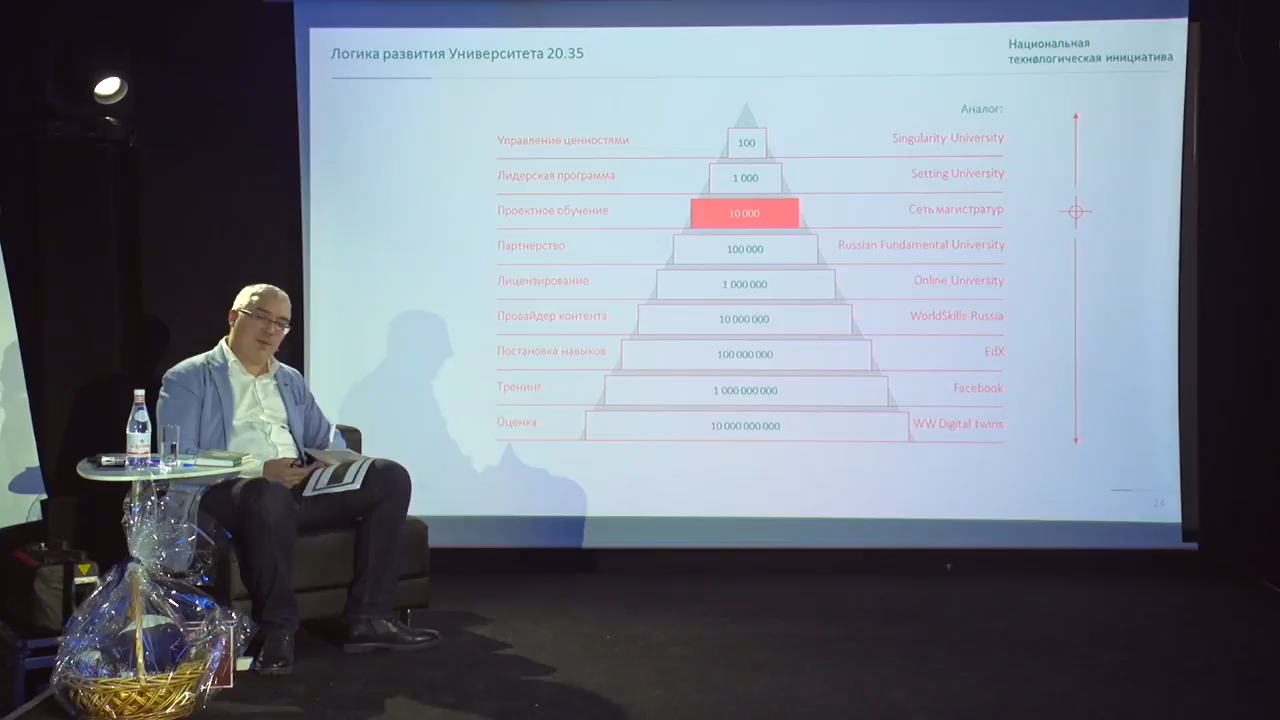 Логика развития Университета 20.35
Национальная
технологическая инициатива
Аналог:
Управление ценностями 100 Singularity University
Лидерская программа 1 000 Setting University
Проектное обучение 10 000 Сеть магистратур
Партнерство 100 000 Russian Fundamental University
Лицензирование 1 000 000 Online University
Провайдер контента 10 000 000 WorldSkills Russia
Постановка навыков 100 000 000 EdX
Тренинг 1 000 000 000 Facebook
Оценка 10 000 000 000 WW Digital twins
24